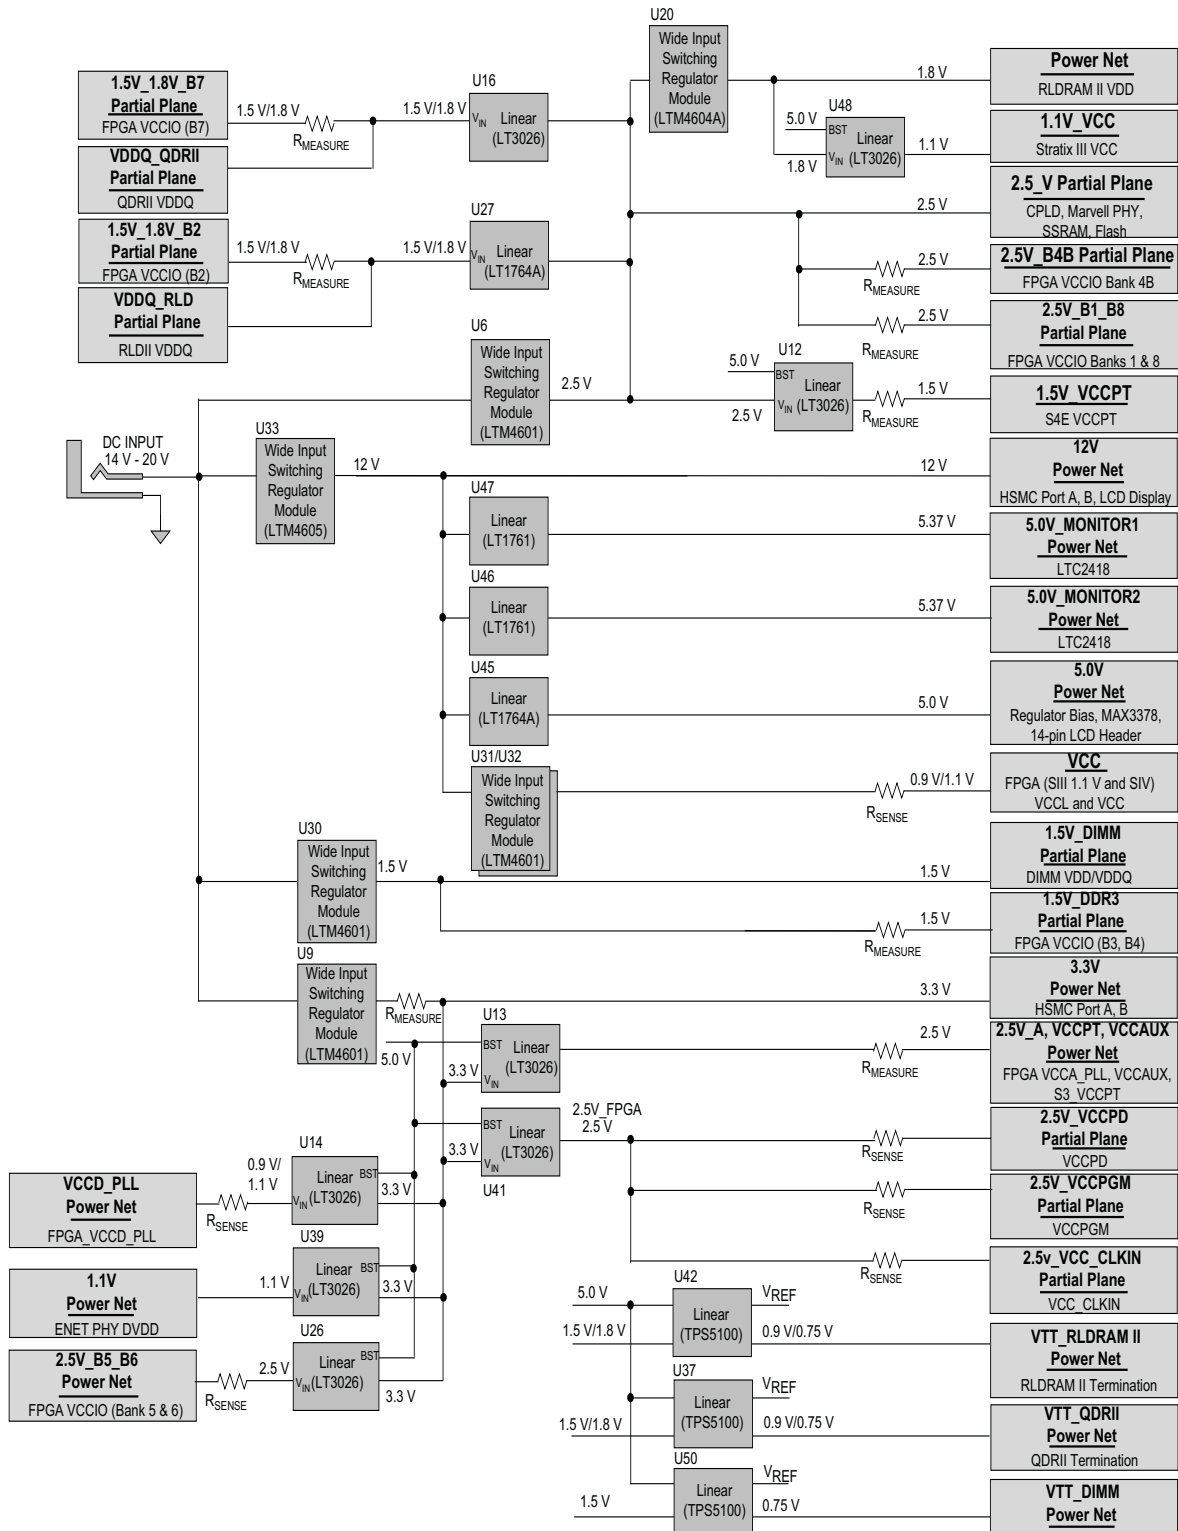 U20
Wide Input
Switching
Regulator
Module
(LTM4604A)
1.8 V
Power Net
RLDRAM II VDD
1.5V_1.8V_B7
Partial Plane
FPGA VCCIO (B7)
1.5 V/1.8 V
RMEASURE
1.5 V/1.8 V
U16
VIN
Linear
(LT3026)
U48
5.0 V
BST
Linear
VIN (LT3026)
1.8 V
1.1 V
1.1V_VCC
Stratix III VCC
VDDQ_QDRII
Partial Plane
QDRII VDDQ
2.5 V
2.5_V Partial Plane
CPLD, Marvell PHY,
SSRAM, Flash
1.5V_1.8V_B2
Partial Plane
FPGA VCCIO (B2)
1.5 V/1.8 V
RMEASURE
1.5 V/1.8 V
U27
VIN
Linear
(LT1764A)
2.5 V
RMEASURE
2.5V_B4B Partial Plane
FPGA VCCIO Bank 4B
VDDQ_RLD
Partial Plane
RLDII VDDQ
2.5 V
RMEASURE
2.5V_B1_B8
Partial Plane
FPGA VCCIO Banks 1 & 8
U6
Wide Input
Switching
Regulator
Module
(LTM4601)
2.5 V
U12
5.0 V
BST
Linear
VIN (LT3026)
2.5 V
1.5 V
RMEASURE
1.5V_VCCPT
S4E VCCPT
DC INPUT
14 V - 20 V
U33
Wide Input
Switching
Regulator
Module
(LTM4605)
12 V
12 V
12V
Power Net
HSMC Port A, B, LCD Display
U47
Linear
(LT1761)
5.37 V
5.0V_MONITOR1
Power Net
LTC2418
U46
Linear
(LT1761)
5.37 V
5.0V_MONITOR2
Power Net
LTC2418
U45
Linear
(LT1764A)
5.0 V
5.0V
Power Net
Regulator Bias, MAX3378,
14-pin LCD Header
U31/U32
Wide Input
Switching
Regulator
Module
(LTM4601)
0.9 V/1.1 V
RSENSE
VCC
FPGA (SIII 1.1 V and SIV)
VCCL and VCC
U30
Wide Input
Switching
Regulator
Module
(LTM4601)
1.5 V
1.5 V
1.5V_DIMM
Partial Plane
DIMM VDD/VDDQ
1.5 V
RMEASURE
1.5V_DDR3
Partial Plane
FPGA VCCIO (B3, B4)
U9
Wide Input
Switching
Regulator
Module
(LTM4601)
RMEASURE
3.3 V
3.3V
Power Net
HSMC Port A, B
5.0 V
U13
BST
Linear
(LT3026)
3.3 V
VIN
2.5 V
RMEASURE
2.5V_A, VCCPT, VCCAUX
Power Net
FPGA VCCA_PLL, VCCAUX,
S3_VCCPT
BST
Linear
(LT3026)
3.3 V
VIN
U41
2.5V_FPGA
2.5 V
RSENSE
2.5V_VCCPD
Partial Plane
VCCPD
RSENSE
2.5V_VCCPGM
Partial Plane
VCCPGM
RSENSE
2.5v_VCC_CLKIN
Partial Plane
VCC_CLKIN
VCCD_PLL
Power Net
FPGA_VCCD_PLL
RSENSE
0.9 V/
1.1 V
U14
Linear
BST
VIN (LT3026)
3.3 V
1.1V
Power Net
ENET PHY DVDD
1.1 V
U39
BST
Linear
VIN (LT3026)
3.3 V
2.5V_B5_B6
Power Net
FPGA VCCIO (Bank 5 & 6)
RSENSE
2.5 V
U26
Linear
BST
VIN (LT3026)
3.3 V
U42
5.0 V
1.5 V/1.8 V
Linear
(TPS5100)
VREF
0.9 V/0.75 V
VTT_RLDRAM II
Power Net
RLDRAM II Termination
U37
1.5 V/1.8 V
Linear
(TPS5100)
VREF
0.9 V/0.75 V
VTT_QDRII
Power Net
QDRII Termination
U50
1.5 V
Linear
(TPS5100)
VREF
0.75 V
VTT_DIMM
Power Net